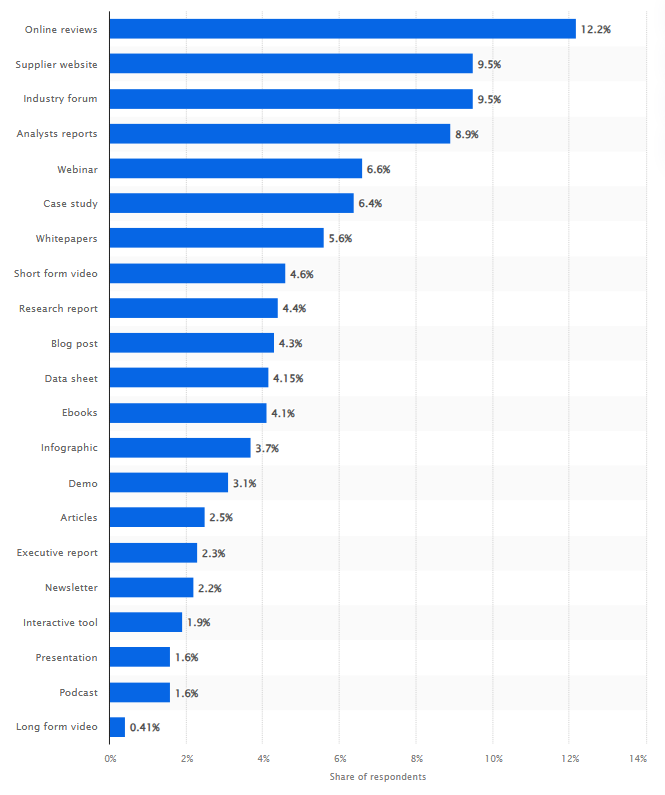 Online reviews 12.2%
Supplier website 9.5%
Industry forum 9.5%
Analysts reports 8.9%
Webinar 6.6%
Case study 6.4%
Whitepapers 5.6%
Short form video 4.6%
Research report 4.4%
Blog post 4.3%
Data sheet 4.15%
Ebooks 4.1%
Infographic 3.7%
Demo 3.1%
Articles 2.5%
Executive report 2.3%
Newsletter 2.2%
Interactive tool 1.9%
Presentation 1.6%
Podcast 1.6%
Long form video 0.41%
0% 2% 4% 6% 8% 10% 12% 14%
Share of respondents